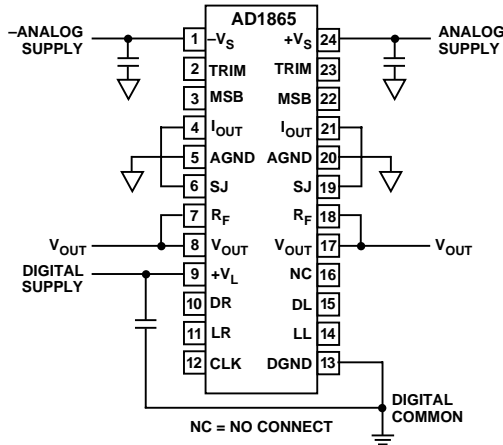 AD1865
–ANALOG
SUPPLY
1 –VS
+VS 24
ANALOG
SUPPLY
2 TRIM
TRIM 23
3 MSB
MSB 22
4 IOUT
IOUT 21
5 AGND
AGND 20
6 SJ
SJ 19
7 RF
RF 18
VOUT
8 VOUT
VOUT 17
VOUT
DIGITAL
SUPPLY
9 +VL
NC 16
10 DR
DL 15
11 LR
LL 14
12 CLK
DGND 13
DIGITAL
COMMON
NC = NO CONNECT